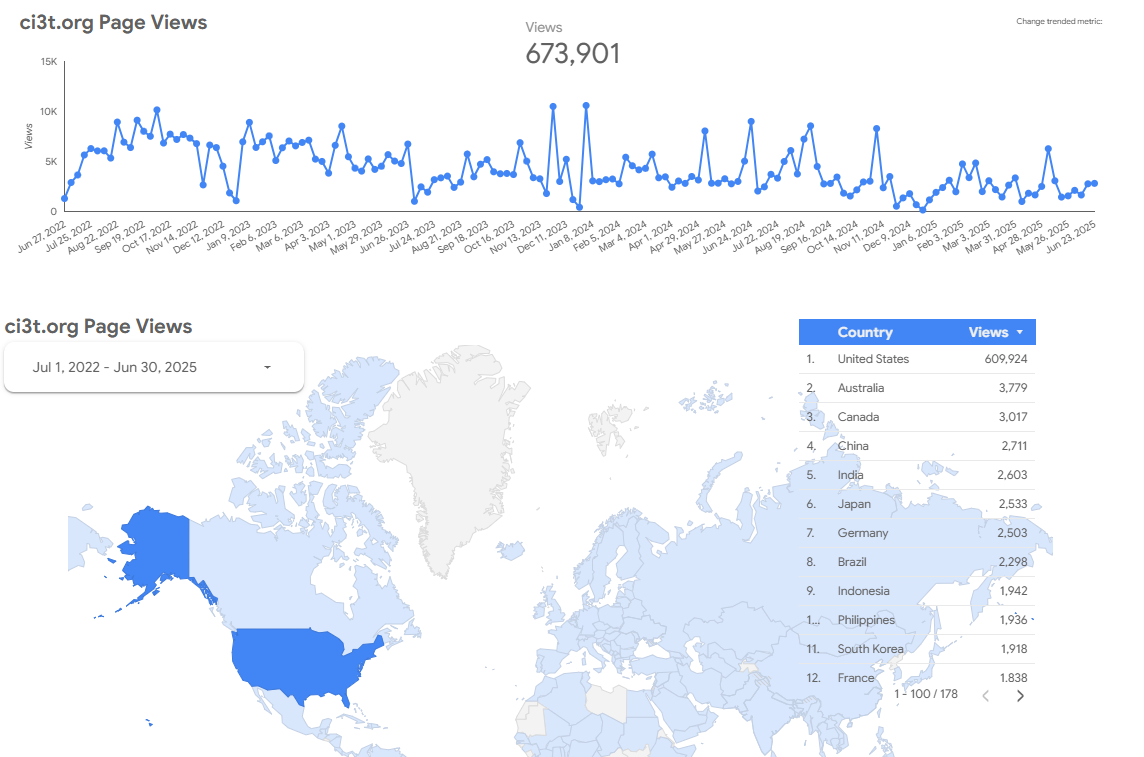 ci3t.org Page Views
Views
673,901
Change trended metric:
15K
10K
5K
0
Views
Jun 27, 2022
Jul 25, 2022
Aug 22, 2022
Sep 19, 2022
Oct 17, 2022
Nov 14, 2022
Dec 12, 2022
Jan 9, 2023
Feb 6, 2023
Mar 6, 2023
Apr 3, 2023
May 1, 2023
May 29, 2023
Jun 26, 2023
Jul 24, 2023
Aug 21, 2023
Sep 18, 2023
Oct 16, 2023
Nov 13, 2023
Dec 11, 2023
Jan 8, 2024
Feb 5, 2024
Mar 4, 2024
Apr 1, 2024
Apr 29, 2024
May 27, 2024
Jun 24, 2024
Jul 22, 2024
Aug 19, 2024
Sep 16, 2024
Oct 14, 2024
Nov 11, 2024
Dec 9, 2024
Jan 6, 2025
Feb 3, 2025
Mar 3, 2025
Mar 31, 2025
Apr 28, 2025
May 26, 2025
Jun 23, 2025
ci3t.org Page Views
Jul 1, 2022 - Jun 30, 2025
Country Views
1. United States 609,924
2. Australia 3,779
3. Canada 3,017
4. China 2,711
5. India 2,603
6. Japan 2,533
7. Germany 2,503
8. Brazil 2,298
9. Indonesia 1,942
1... Philippines 1,936
11. South Korea 1,918
12. France 1,838
1 - 100 / 178